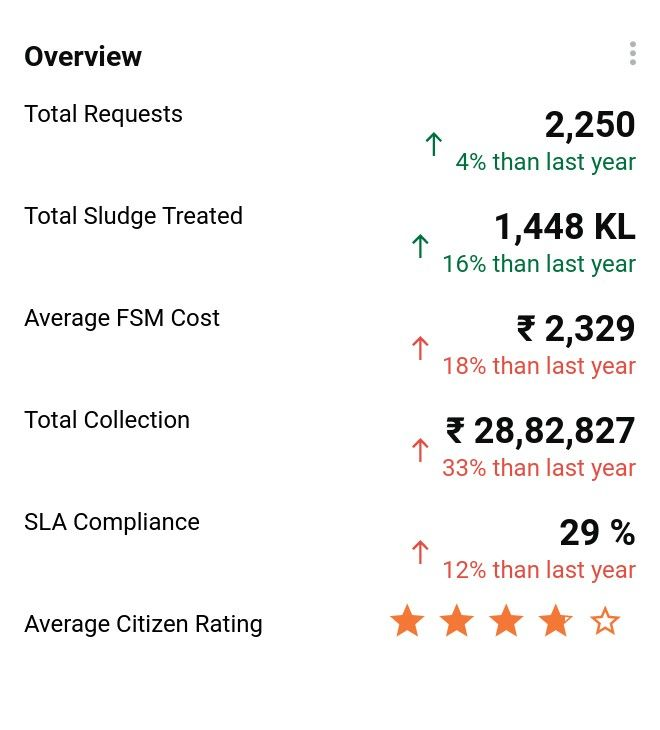 Overview
Total Requests
2,250
↑ 4% than last year
Total Sludge Treated
1,448 KL
↑ 16% than last year
Average FSM Cost
₹ 2,329
↑ 18% than last year
Total Collection
₹ 28,82,827
↑ 33% than last year
SLA Compliance
29 %
↑ 12% than last year
Average Citizen Rating